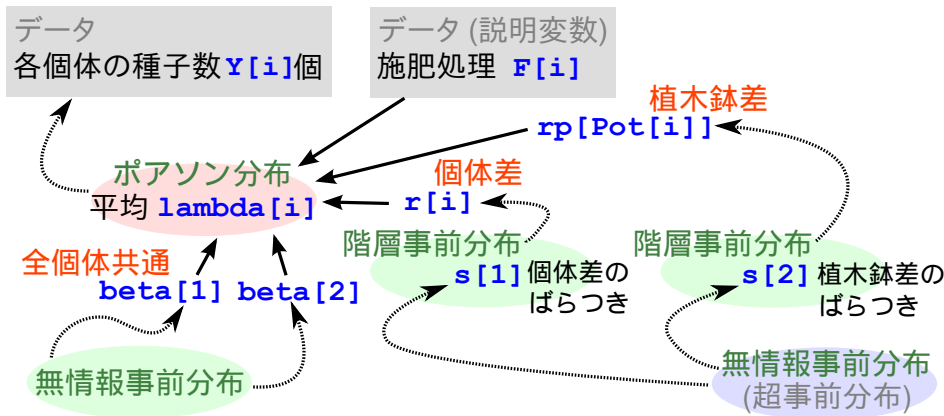 データ
各個体の種子数 Y[i]個
データ (説明変数)
施肥処理 F[i]
植木鉢差
rp[Pot[i]]
ポアソン分布
平均 lambda[i]
個体差
r[i]
全個体共通
beta[1] beta[2]
階層事前分布
s[1] 個体差の
ばらつき
階層事前分布
s[2] 植木鉢差の
ばらつき
無情報事前分布
無情報事前分布
(超事前分布)